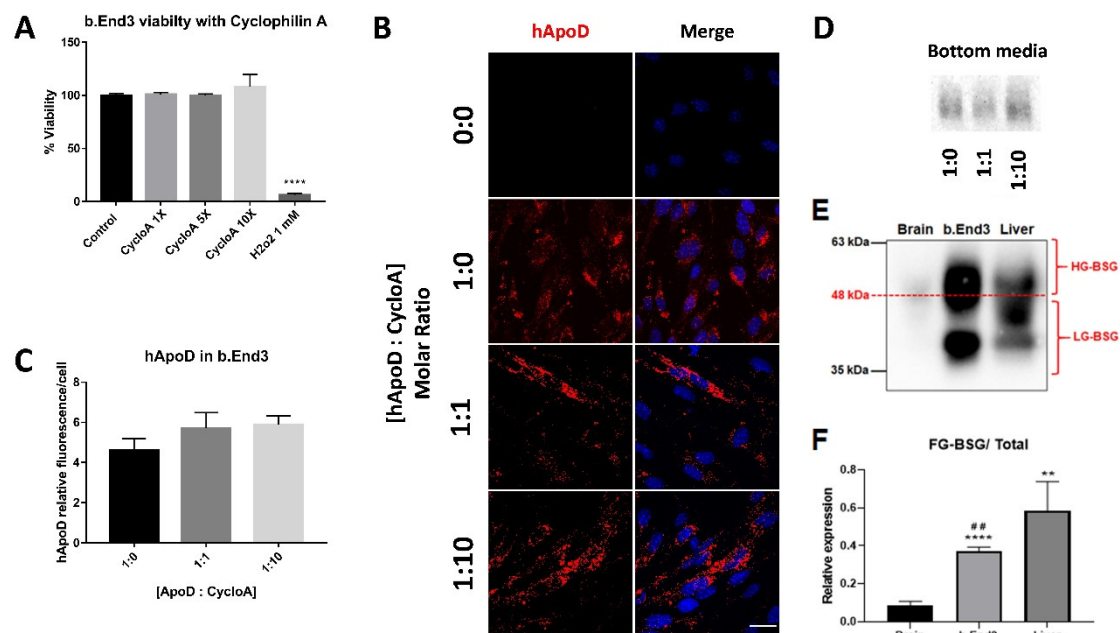 A
b.End3 viabilty with Cyclophilin A
% Viability
150
100
50
0
****
Control
CycloA 1X
CycloA 5X
CycloA 10X
H2o2 1 mM
B
hApoD
Merge
[hApoD : CycloA]
Molar Ratio
0:0
1:0
1:1
1:10
C
hApoD in b.End3
hApoD relative fluorescence/cell
8
6
4
2
0
1:0
1:1
1:10
[ApoD : CycloA]
D
Bottom media
1:0
1:1
1:10
E
Brain b.End3 Liver
63 kDa
48 kDa
35 kDa
HG-BSG
LG-BSG
F
FG-BSG/ Total
Relative expression
0.8
0.6
0.4
0.2
0.0
##
****
**
Brain
b.End3
Liver